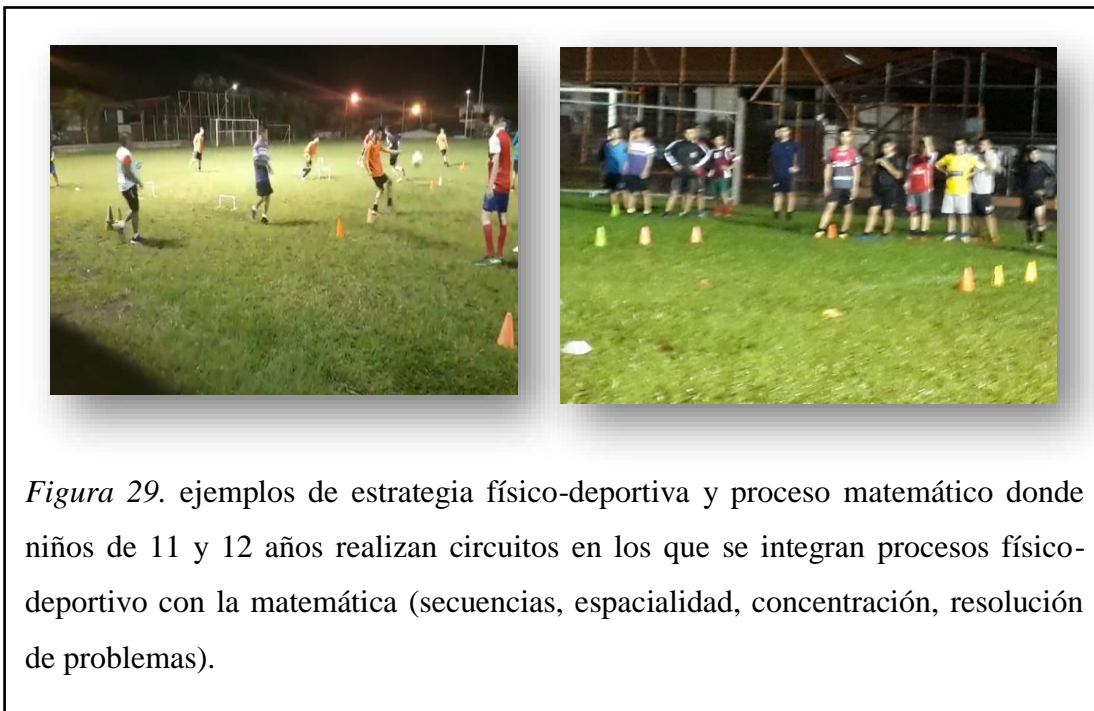 Figura 29. ejemplos de estrategia físico-deportiva y proceso matemático donde
niños de 11 y 12 años realizan circuitos en los que se integran procesos físico-
deportivo con la matemática (secuencias, espacialidad, concentración, resolución
de problemas).